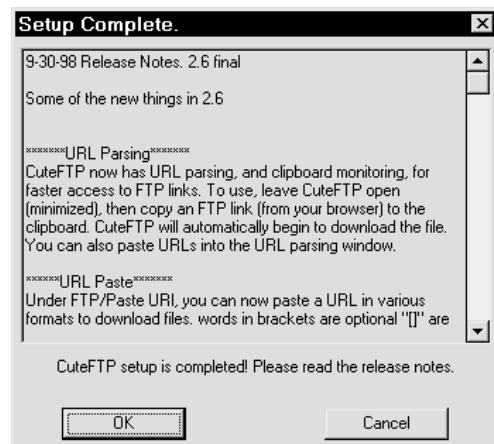 Setup Complete.
9-30-98 Release Notes. 2.6 final
Some of the new things in 2.6
*******URL Parsing*******
CuteFTP now has URL parsing, and clipboard monitoring, for
faster access to FTP links. To use, leave CuteFTP open
(minimized), then copy an FTP link (from your browser) to the
clipboard. CuteFTP will automatically begin to download the file.
You can also paste URLs into the URL parsing window.
******URL Paste*******
Under FTP/Paste URl, you can now paste a URL in various
formats to download files. words in brackets are optional "[]" are
CuteFTP setup is completed! Please read the release notes.
OK
Cancel